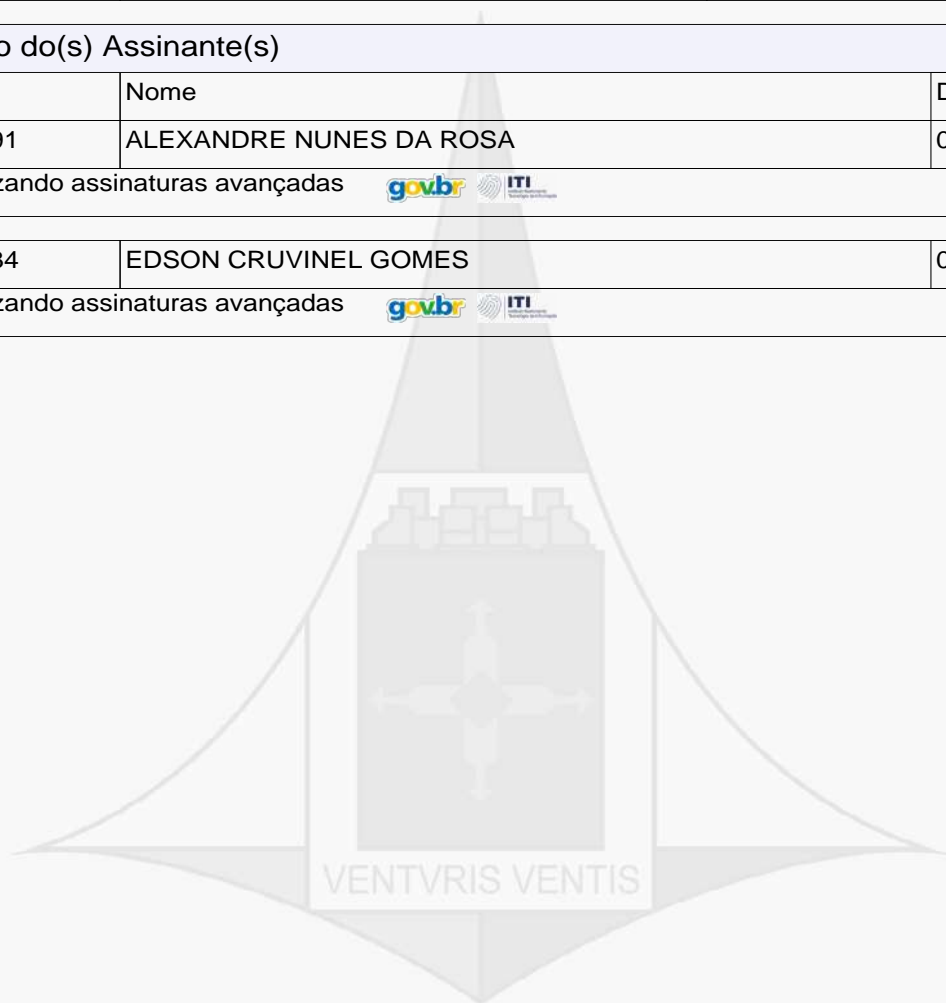 o do(s) Assinante(s)
Nome D
91 ALEXANDRE NUNES DA ROSA 0
zando assinaturas avançadas gov.br ITI
34 EDSON CRUVINEL GOMES 0
zando assinaturas avançadas gov.br ITI
VENTVRIS VENTIS